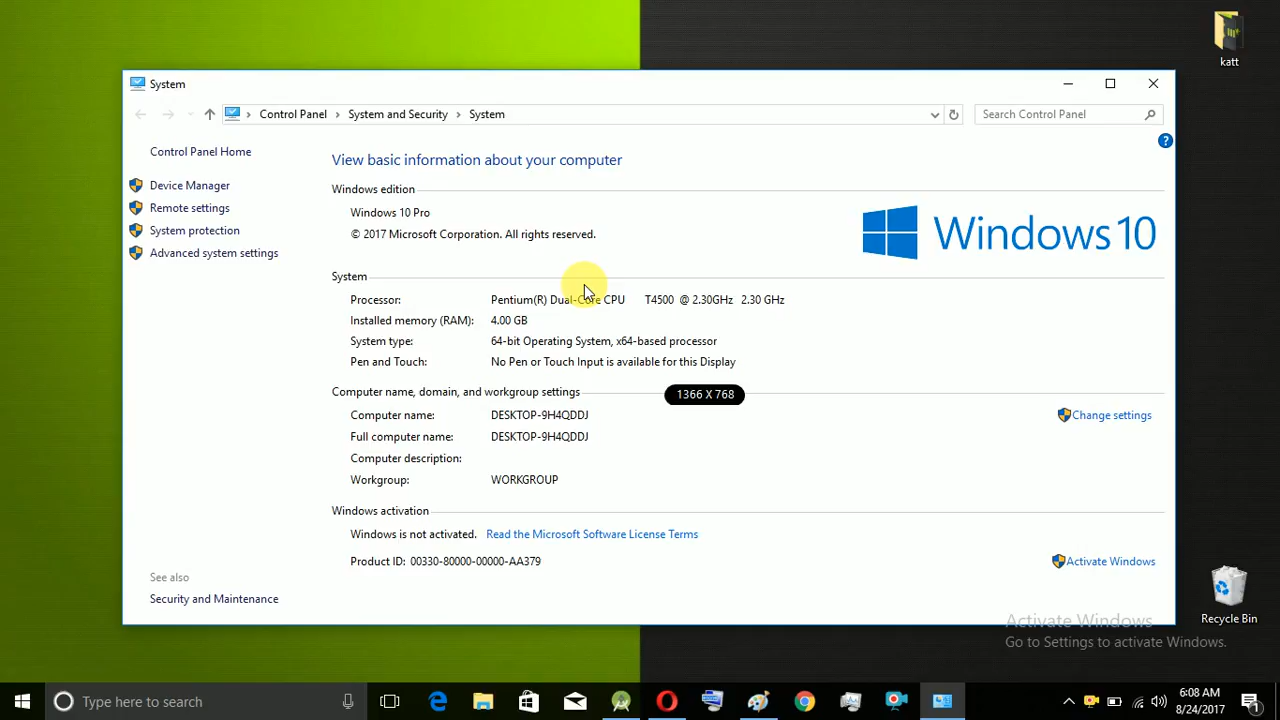 katt
System
Control Panel > System and Security > System
Search Control Panel
Control Panel Home
Device Manager
Remote settings
System protection
Advanced system settings
See also
Security and Maintenance
View basic information about your computer
Windows edition
Windows 10 Pro
© 2017 Microsoft Corporation. All rights reserved.
Windows 10
System
Processor: Pentium(R) Dual-Core CPU T4500 @ 2.30GHz 2.30 GHz
Installed memory (RAM): 4.00 GB
System type: 64-bit Operating System, x64-based processor
Pen and Touch: No Pen or Touch Input is available for this Display
Computer name, domain, and workgroup settings
1366 X 768
Computer name: DESKTOP-9H4QDDJ
Change settings
Full computer name: DESKTOP-9H4QDDJ
Computer description:
Workgroup: WORKGROUP
Windows activation
Windows is not activated. Read the Microsoft Software License Terms
Product ID: 00330-80000-00000-AA379
Activate Windows
Recycle Bin
Activate Windows
Go to Settings to activate Windows.
Type here to search
6:08 AM
8/24/2017
1